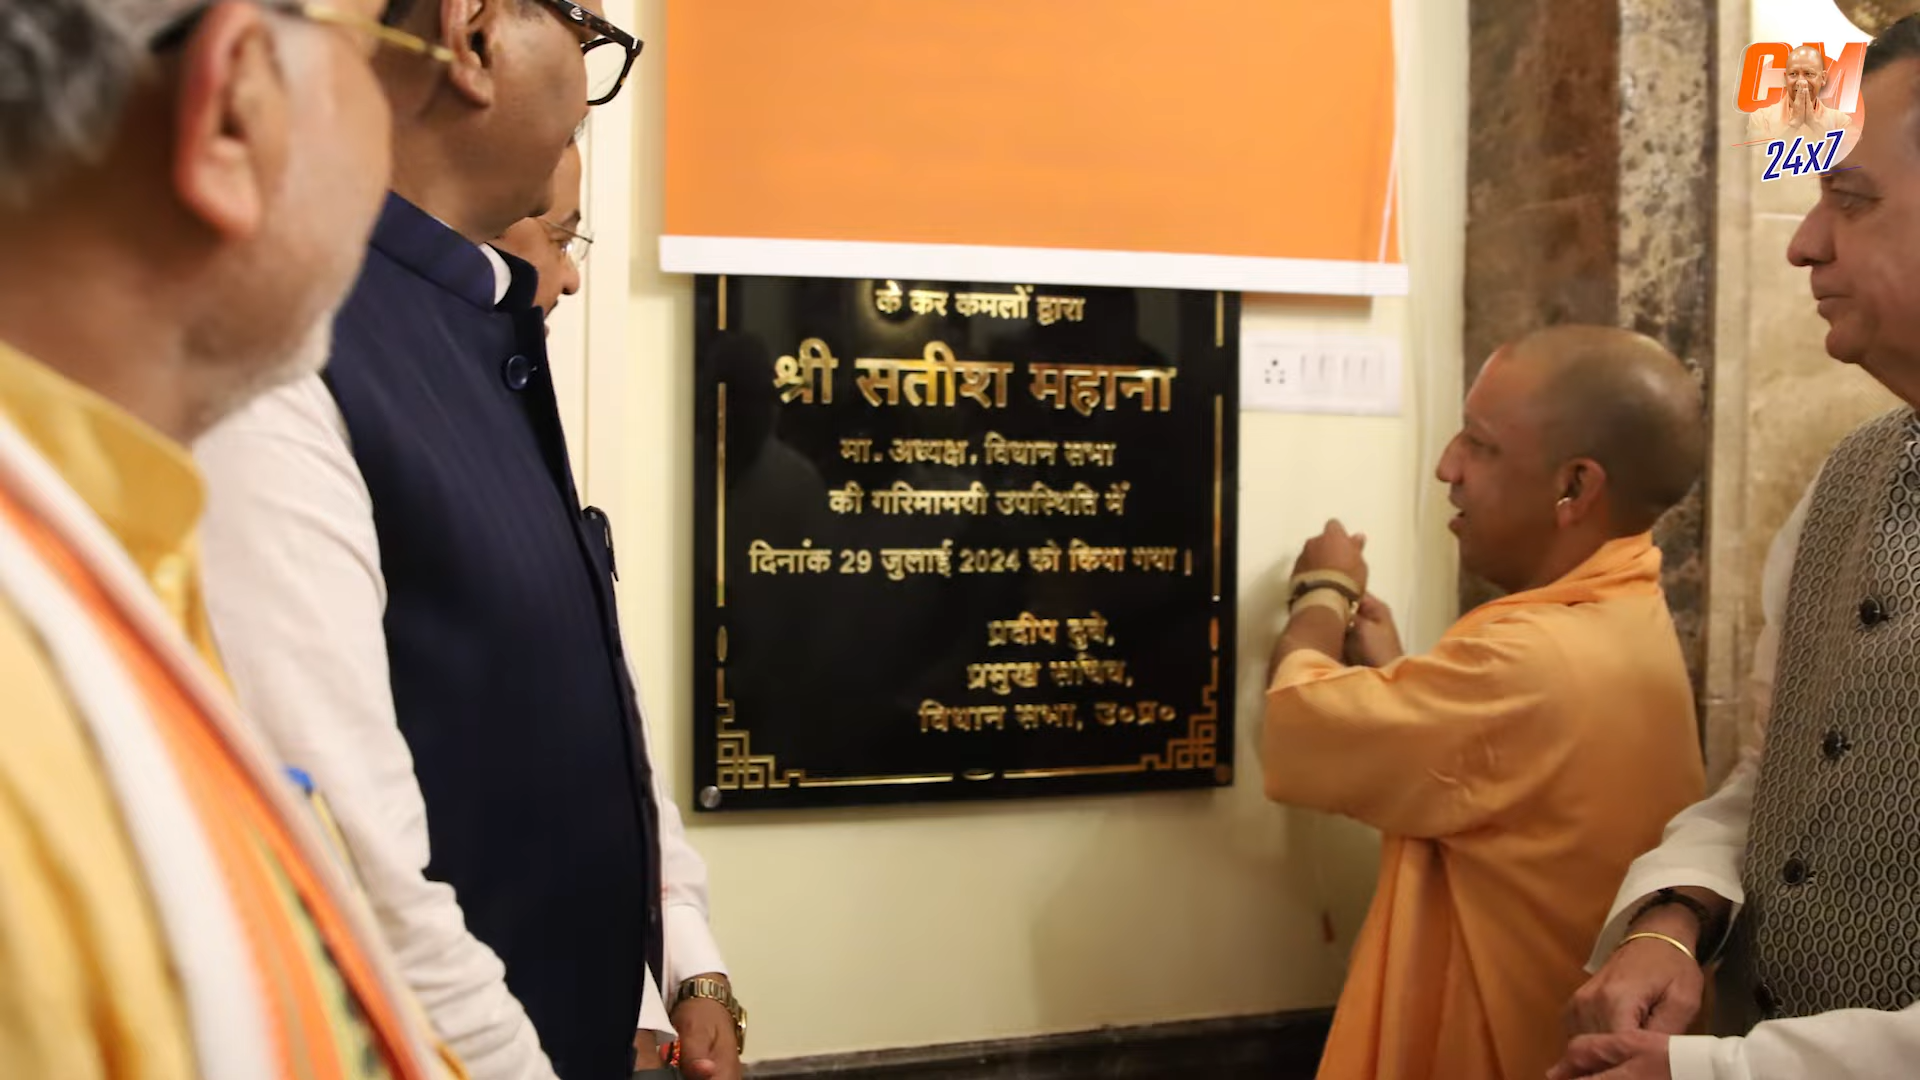 CM
24x7
के कर कमलों द्वारा
श्री सतीश महाना
मा. अध्यक्ष, विधान सभा
की गरिमामयी उपस्थिति में
दिनांक 29 जुलाई 2024 को किया गया |
प्रदीप दुबे,
प्रमुख सचिव,
विधान सभा, उ०प्र०